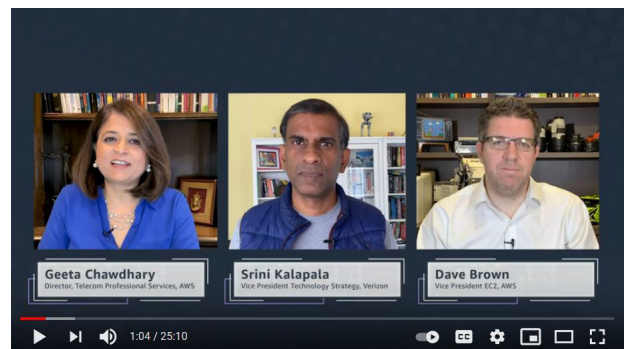 Geeta Chawdhary
Director, Telecom Professional Services, AWS
Srini Kalapala
Vice President Technology Strategy, Verizon
Dave Brown
Vice President EC2, AWS
1:04 / 25:10
CC